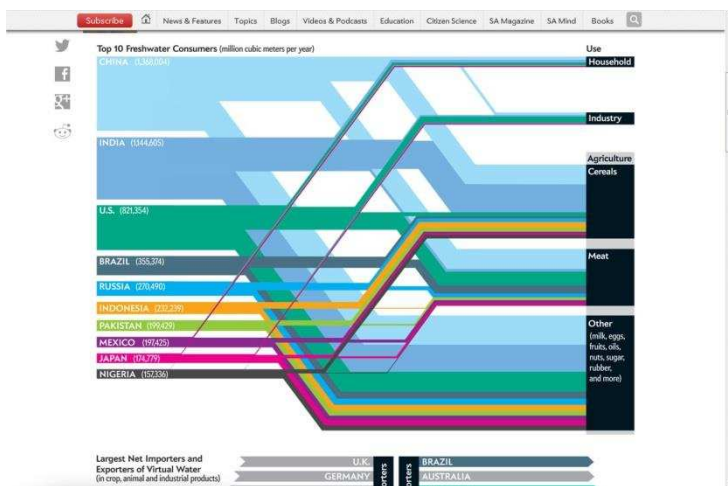 Subscribe News & Features Topics Blogs Videos & Podcasts Education Citizen Science SA Magazine SA Mind Books
Top 10 Freshwater Consumers (million cubic meters per year)
Use
CHINA (1,368,004)
Household
Industry
INDIA (1,144,605)
Agriculture
Cereals
U.S. (821,354)
Meat
BRAZIL (355,374)
RUSSIA (270,490)
INDONESIA (232,239)
PAKISTAN (199,429)
Other
(milk, eggs,
fruits, oils,
nuts, sugar,
rubber,
and more)
MEXICO (197,425)
JAPAN (174,779)
NIGERIA (157,336)
Largest Net Importers and
Exporters of Virtual Water
(in crop, animal and industrial products)
U.K.
BRAZIL
GERMANY
AUSTRALIA